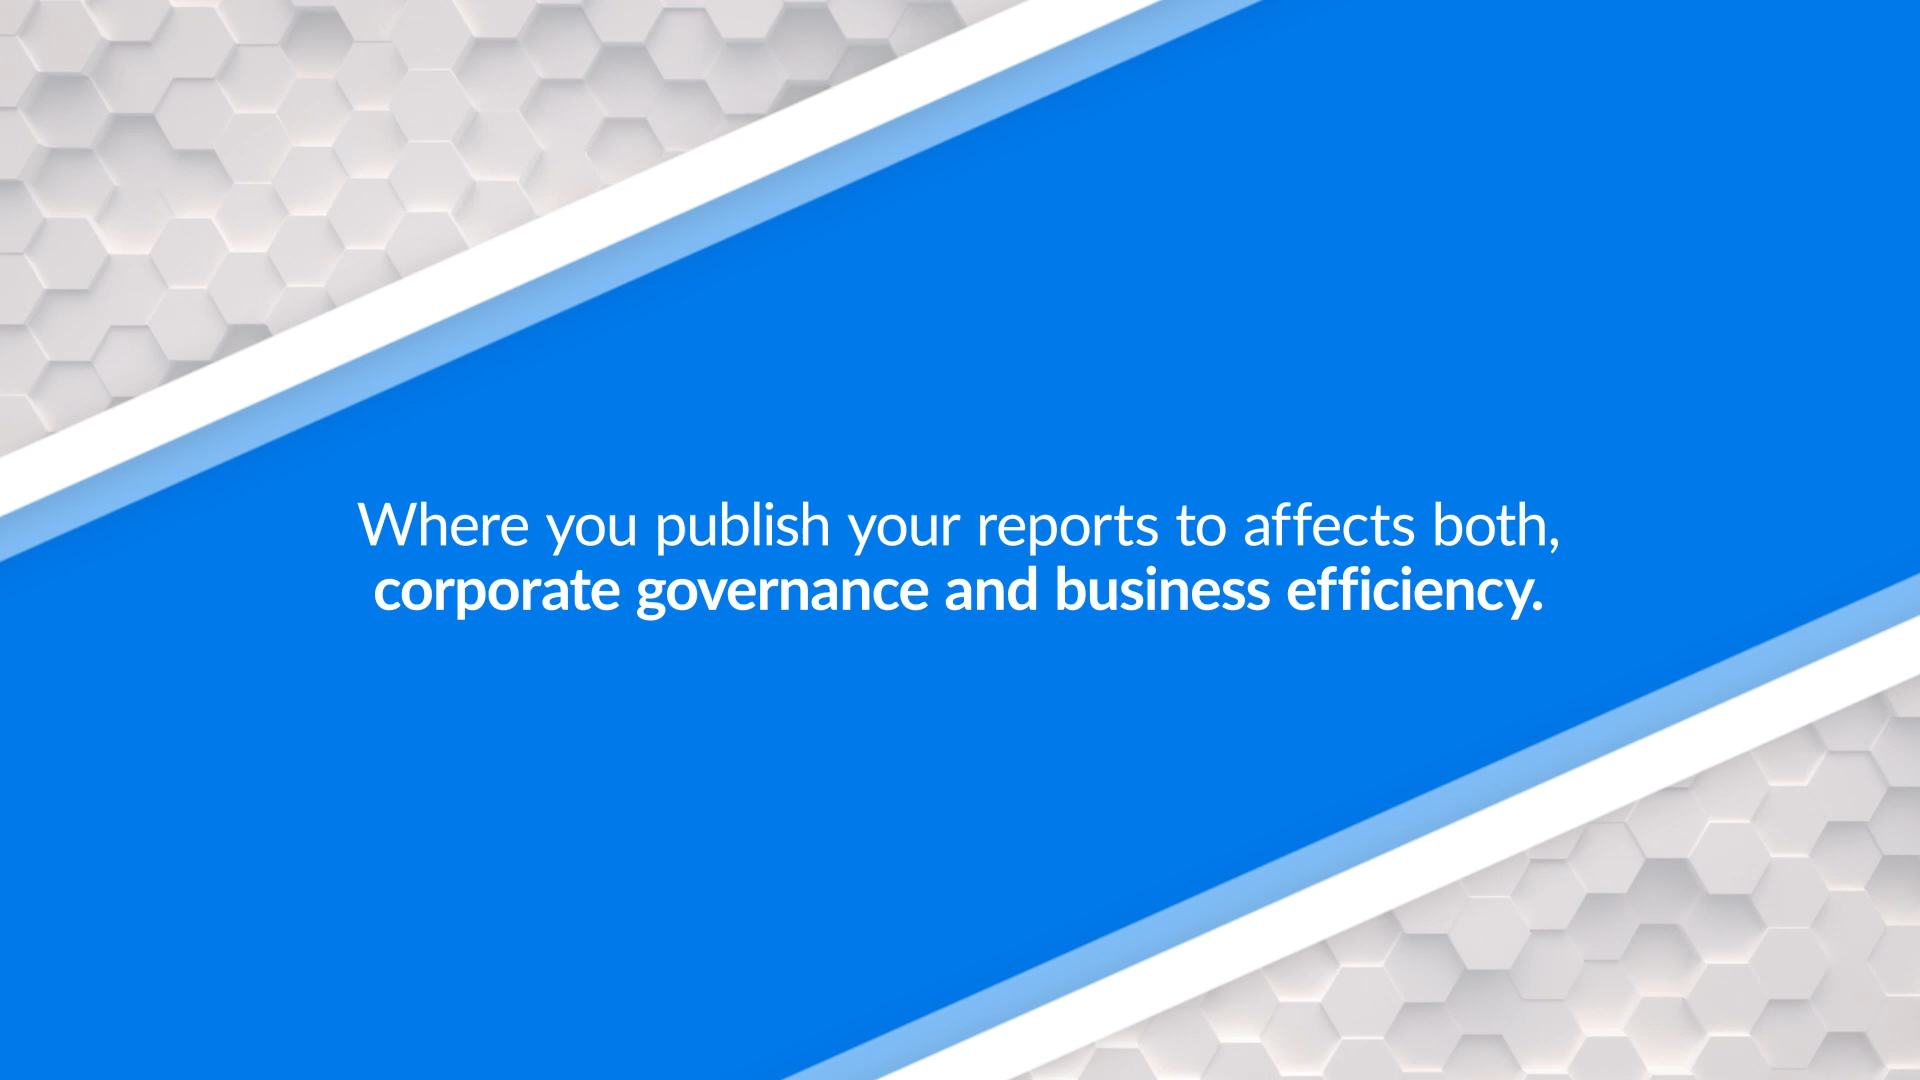 Where you publish your reports to affects both,
corporate governance and business efficiency.